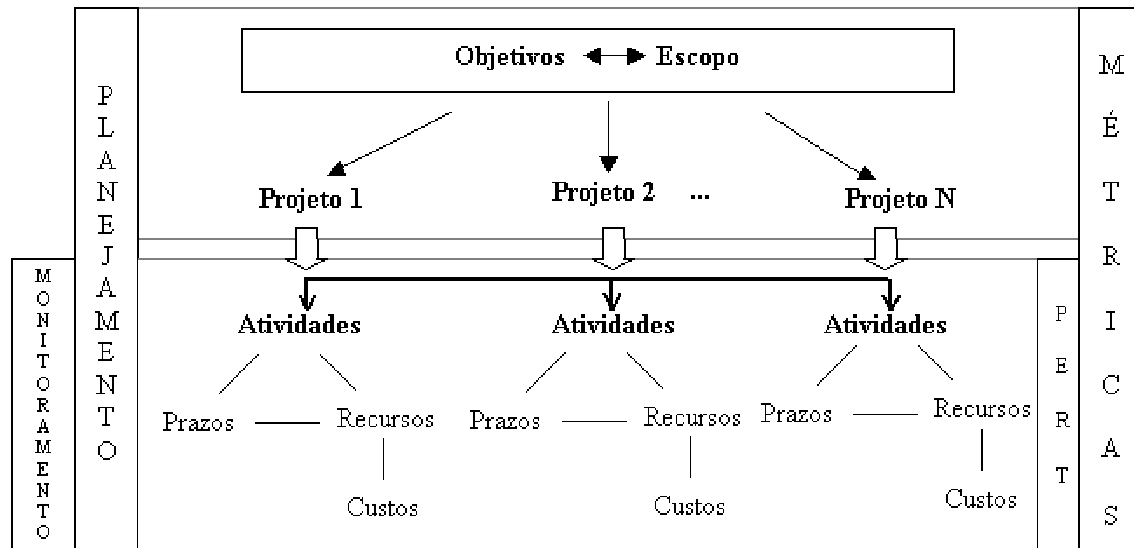 PLANEJAMENTO
MONITORAMENTO
Objetivos Escopo
Projeto 1 Projeto 2 ... Projeto N
Atividades Atividades Atividades
Prazos Recursos Prazos Recursos Prazos Recursos
Custos Custos Custos
PERT
MÉTRICAS